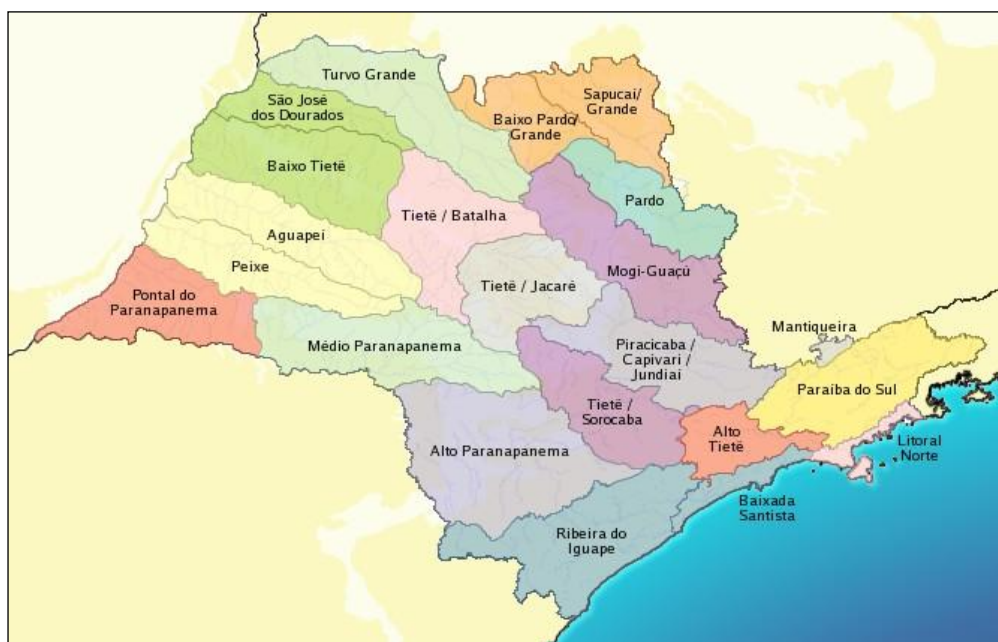 Turvo Grande
Sapucaí/
Grande
São José
dos Dourados
Baixo Pardo/
Grande
Baixo Tietê
Pardo
Tietê / Batalha
Aguapeí
Mogi-Guaçú
Peixe
Tietê / Jacaré
Pontal do
Paranapanema
Médio Paranapanema
Piracicaba /
Capivari /
Jundiaí
Mantiqueira
Paraíba do Sul
Tietê /
Sorocaba
Alto
Tietê
Litoral
Norte
Alto Paranapanema
Baixada
Santista
Ribeira do
Iguape